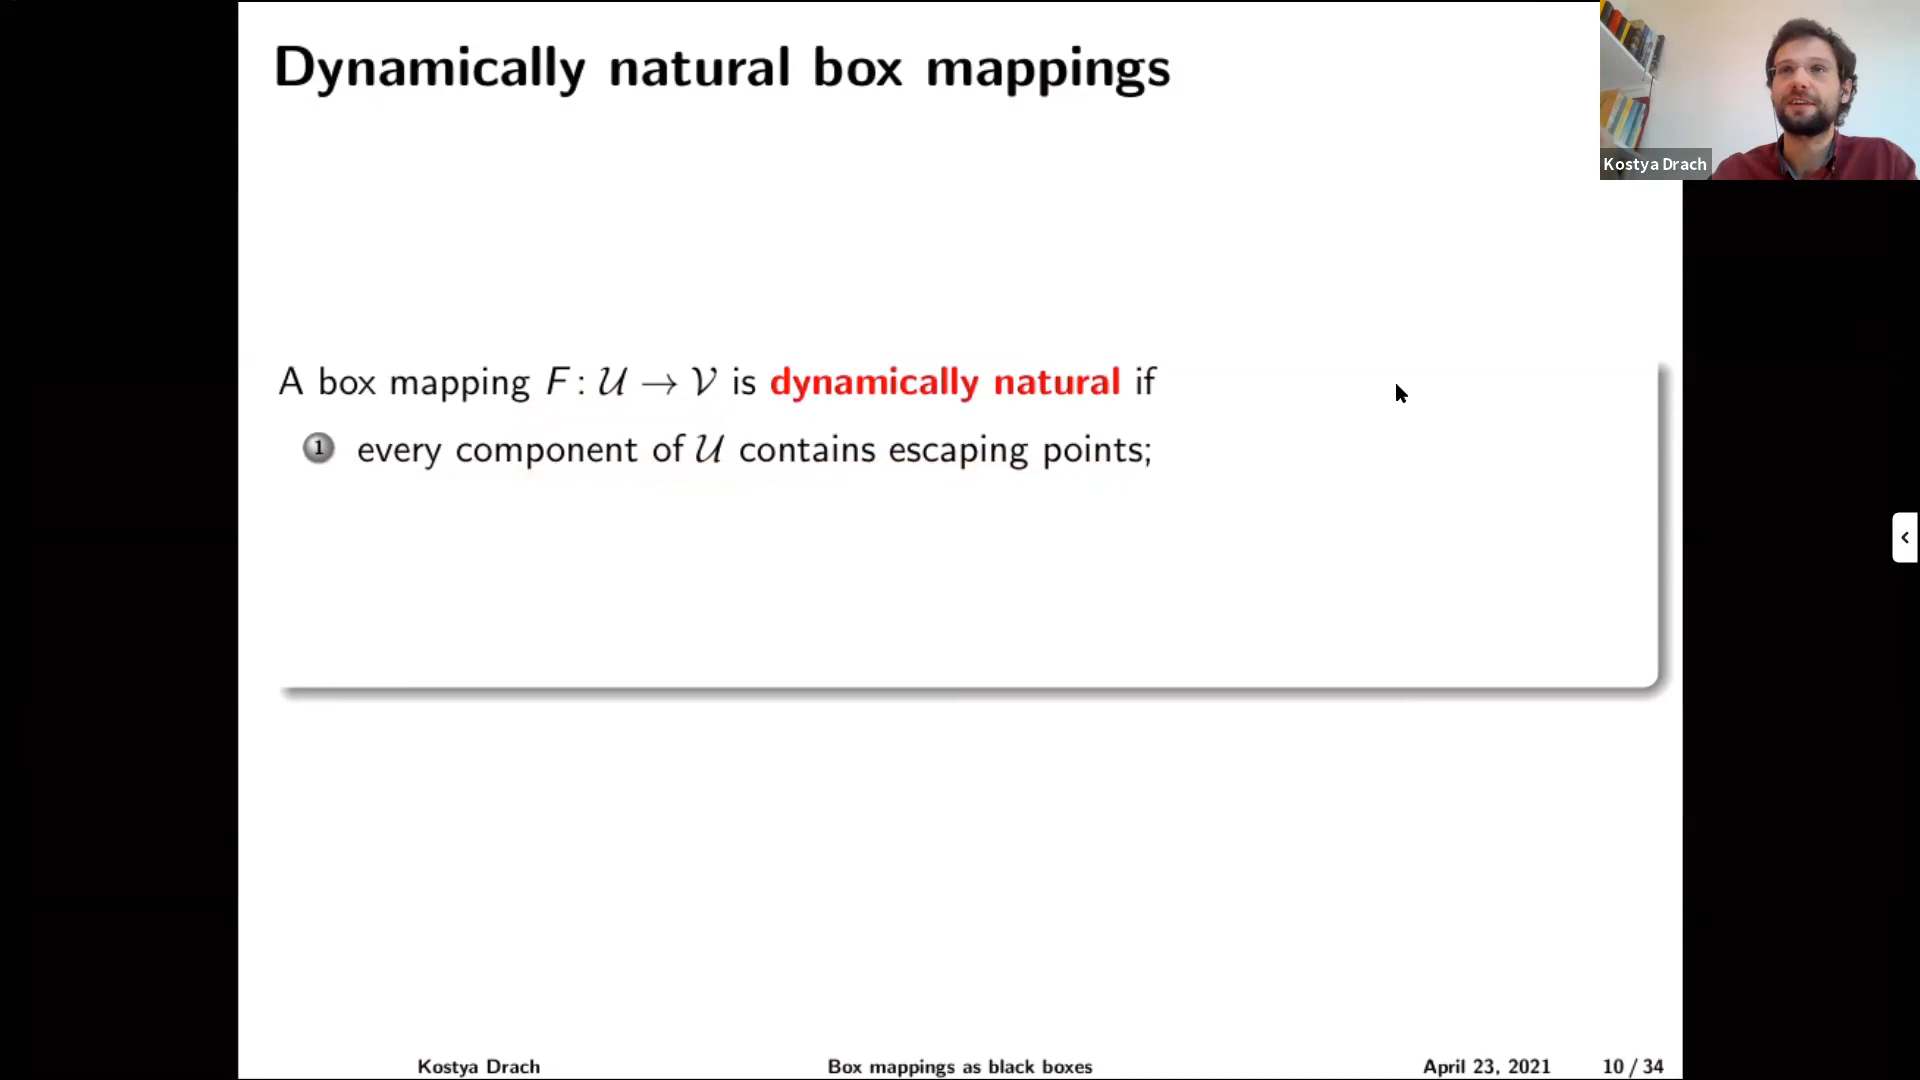 Dynamically natural box mappings
Kostya Drach
A box mapping F : 𝒰 → 𝒱 is dynamically natural if
1 every component of 𝒰 contains escaping points;
Kostya Drach Box mappings as black boxes April 23, 2021 10 / 34